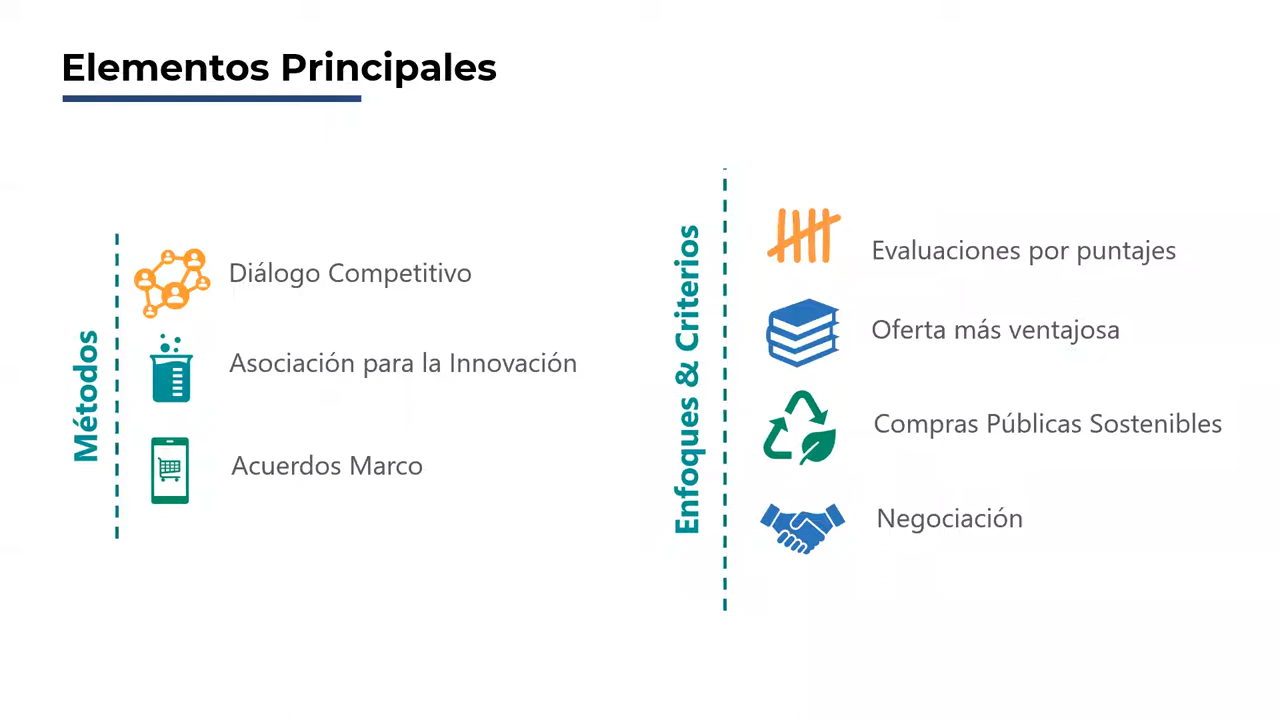 Elementos Principales
Métodos
Diálogo Competitivo
Asociación para la Innovación
Acuerdos Marco
Enfoques & Criterios
Evaluaciones por puntajes
Oferta más ventajosa
Compras Públicas Sostenibles
Negociación